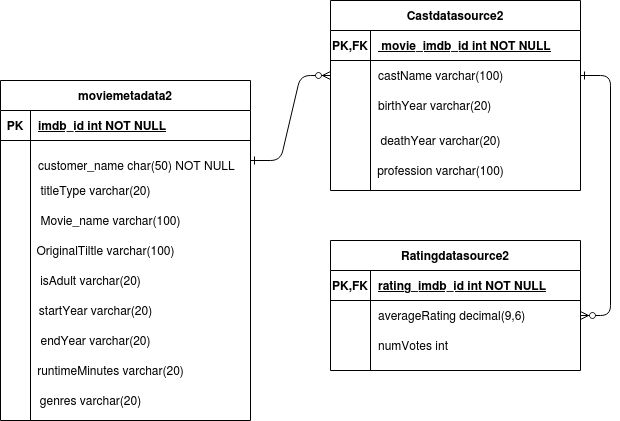 Castdatasource2
PK,FK movie_imdb_id int NOT NULL
castName varchar(100)
birthYear varchar(20)
deathYear varchar(20)
profession varchar(100)
moviemetadata2
PK imdb_id int NOT NULL
customer_name char(50) NOT NULL
titleType varchar(20)
Movie_name varchar(100)
OriginalTiltle varchar(100)
isAdult varchar(20)
startYear varchar(20)
endYear varchar(20)
runtimeMinutes varchar(20)
genres varchar(20)
Ratingdatasource2
PK,FK rating_imdb_id int NOT NULL
averageRating decimal(9,6)
numVotes int